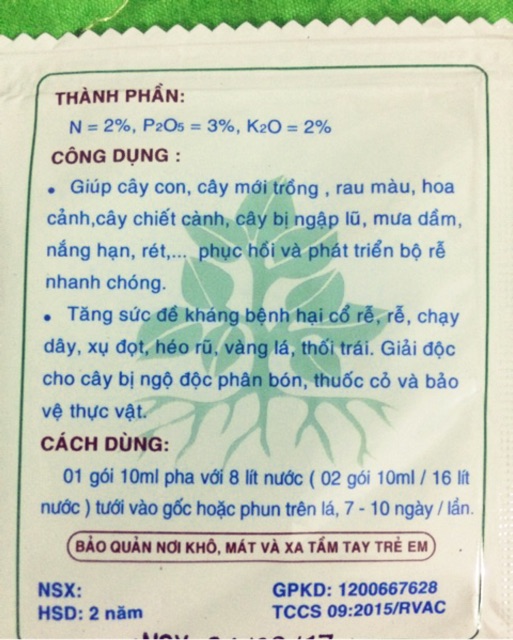 THÀNH PHẦN:
N = 2%, P2O5 = 3%, K2O = 2%
CÔNG DỤNG :
• Giúp cây con, cây mới trồng , rau màu, hoa
cảnh,cây chiết cành, cây bị ngập lũ, mưa dầm,
nắng hạn, rét,... phục hồi và phát triển bộ rễ
nhanh chóng.
• Tăng sức đề kháng bệnh hại cổ rễ, rễ, chạy
dây, xụ đọt, héo rũ, vàng lá, thối trái. Giải độc
cho cây bị ngộ độc phân bón, thuốc cỏ và bảo
vệ thực vật.
CÁCH DÙNG:
01 gói 10ml pha với 8 lít nước ( 02 gói 10ml / 16 lít
nước ) tưới vào gốc hoặc phun trên lá, 7 - 10 ngày / lần.
BẢO QUẢN NƠI KHÔ, MÁT VÀ XA TẦM TAY TRẺ EM
NSX:
HSD: 2 năm
GPKD: 1200667628
TCCS 09:2015/RVAC